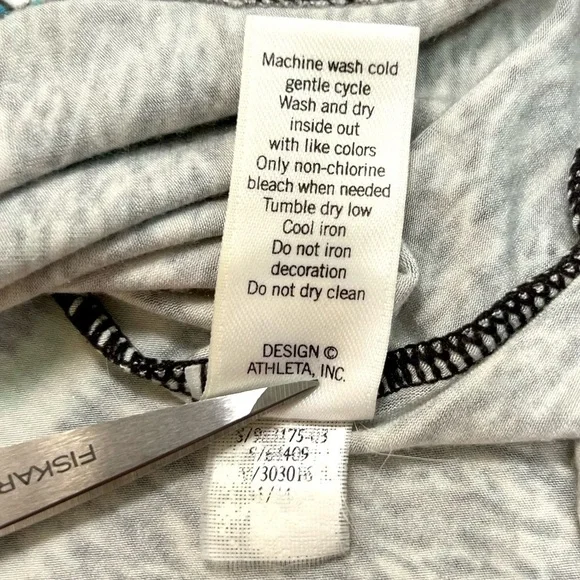 Machine wash cold
gentle cycle
Wash and dry
inside out
with like colors
Only non-chlorine
bleach when needed
Tumble dry low
Cool iron
Do not iron
decoration
Do not dry clean
DESIGN ©
ATHLETA, INC.
FISKAR